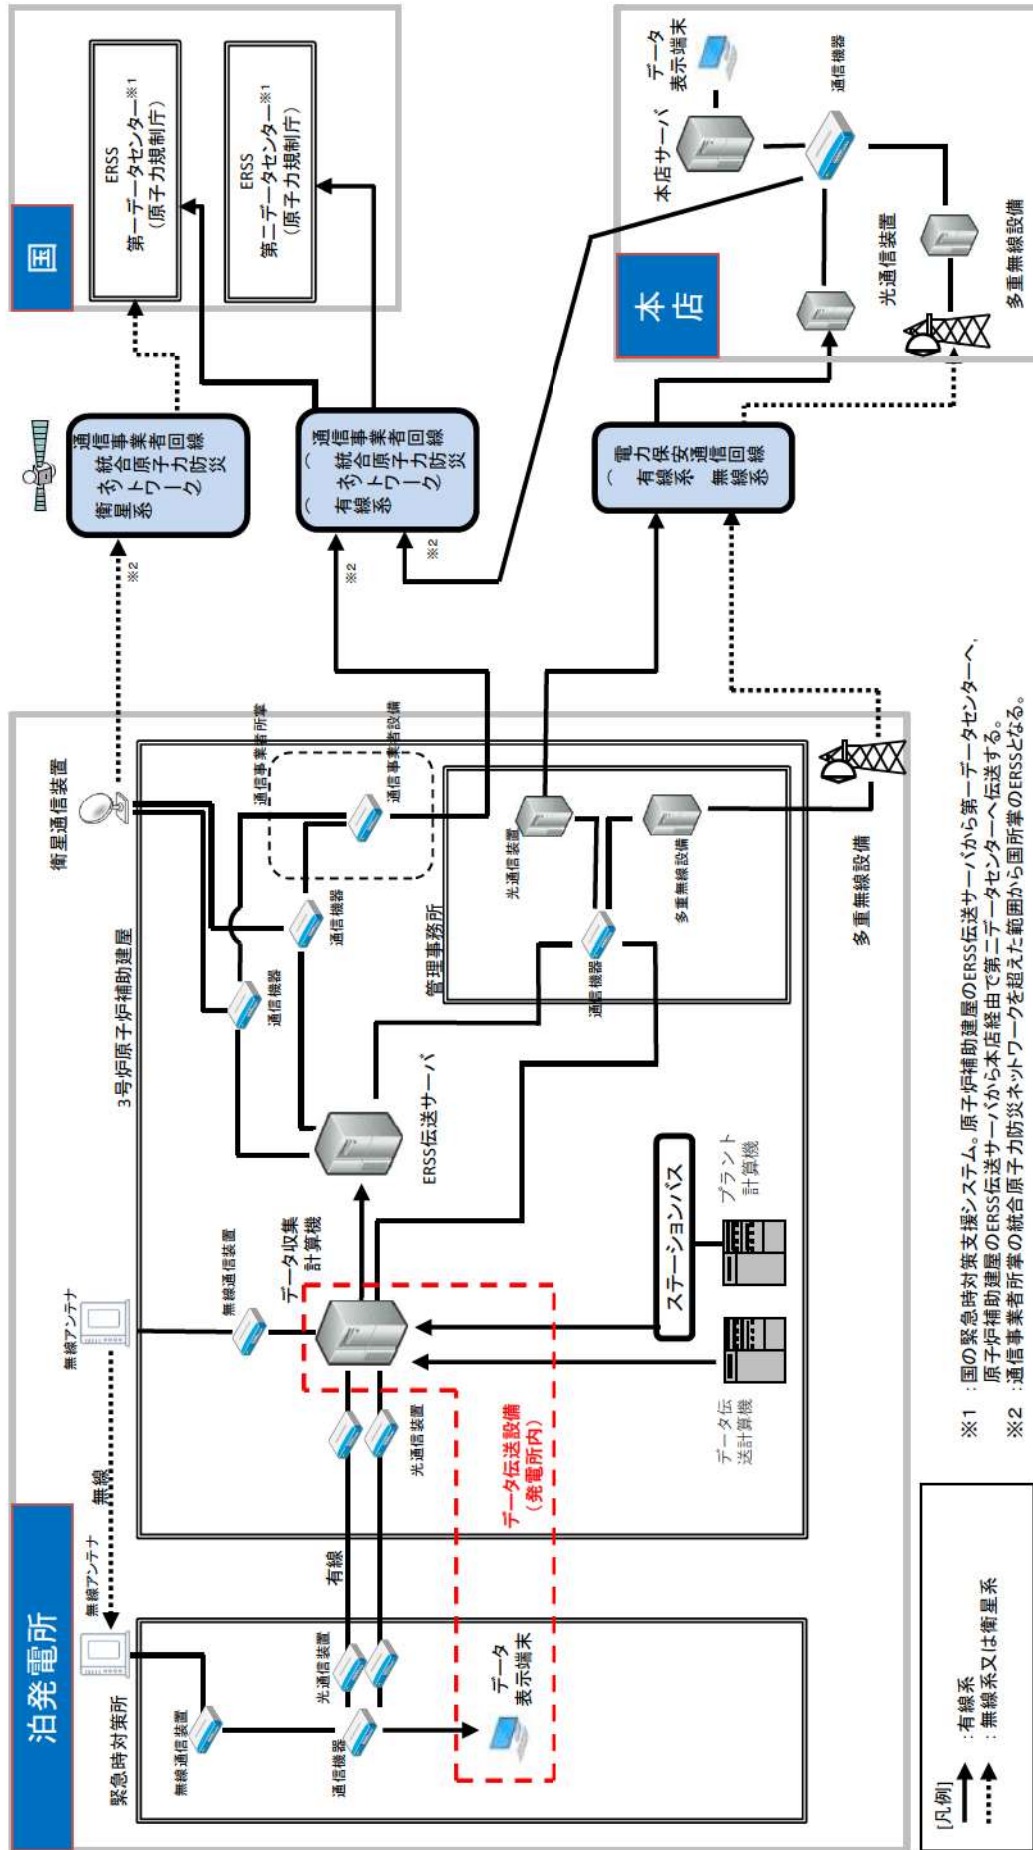 泊発電所
緊急時対策所
無線アンテナ
無線
無線アンテナ
無線通信装置
通信機器
光通信装置
有線
データ
表示端末
データ伝送設備
(発電所内)
3号炉原子炉補助建屋
無線通信装置
データ収集
計算機
光通信装置
データ伝
送計算機
プラント
計算機
ステーションバス
ERSS伝送サーバ
通信機器
通信機器
衛星通信装置
通信事業者所掌
通信事業者設備
管理事務所
通信機器
光通信装置
多重無線設備
多重無線設備
※2
※2
※2
通信事業者回線
(統合原子力防災
ネットワーク)
衛星系
通信事業者回線
(統合原子力防災
ネットワーク)
(有線系)
電力保安通信回線
(有線系、無線系)
国
ERSS
第一データセンター※1
(原子力規制庁)
ERSS
第二データセンター※1
(原子力規制庁)
本店
本店サーバ
データ
表示端末
通信機器
光通信装置
多重無線設備
[凡例]
:有線系
:無線系又は衛星系
※1 :国の緊急時対策支援システム。原子炉補助建屋のERSS伝送サーバから第一データセンターへ、
原子炉補助建屋のERSS伝送サーバから本店経由で第二データセンターへ伝送する。
※2 :通信事業者所掌の統合原子力防災ネットワークを超えた範囲から国所掌のERSSとなる。